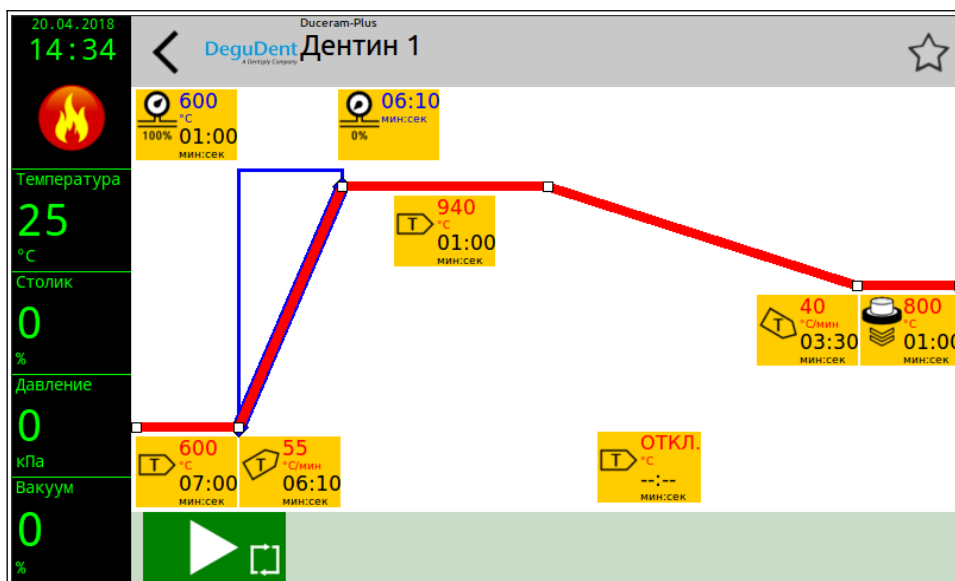 20.04.2018
14:34
Duceram-Plus
DeguDent
A Dentsply Company
Дентин 1
600
°C
100%
01:00
мин:сек
06:10
мин:сек
0%
Температура
25
°C
940
T
°C
01:00
мин:сек
Столик
0
%
40
T
°C/мин
03:30
мин:сек
800
°C
01:00
мин:сек
Давление
0
кПа
600
T
°C
07:00
мин:сек
55
T
°C/мин
06:10
мин:сек
ОТКЛ.
T
°C
--:--
мин:сек
Вакуум
0
%